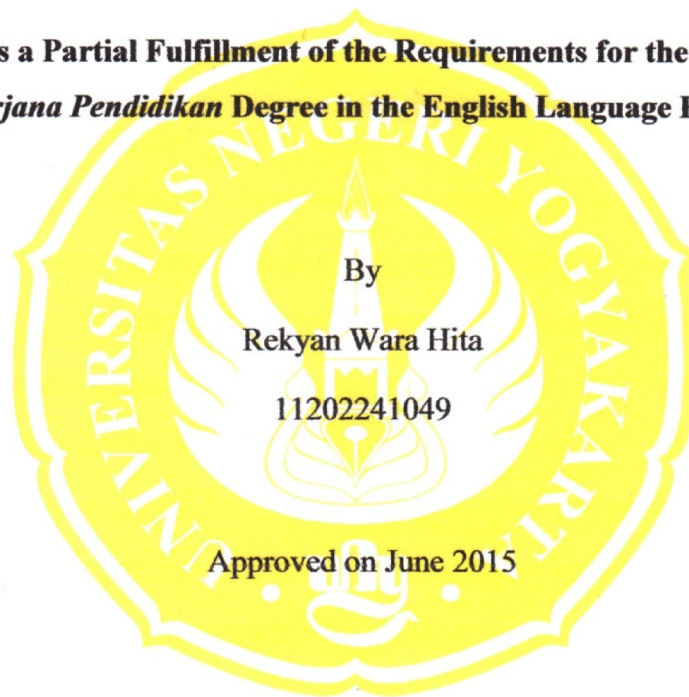 s a Partial Fulfillment of the Requirements for the
rjana Pendidikan Degree in the English Language
UNIVERSITAS NEGERI YOGYAKARTA
By
Rekyan Wara Hita
11202241049
Approved on June 2015